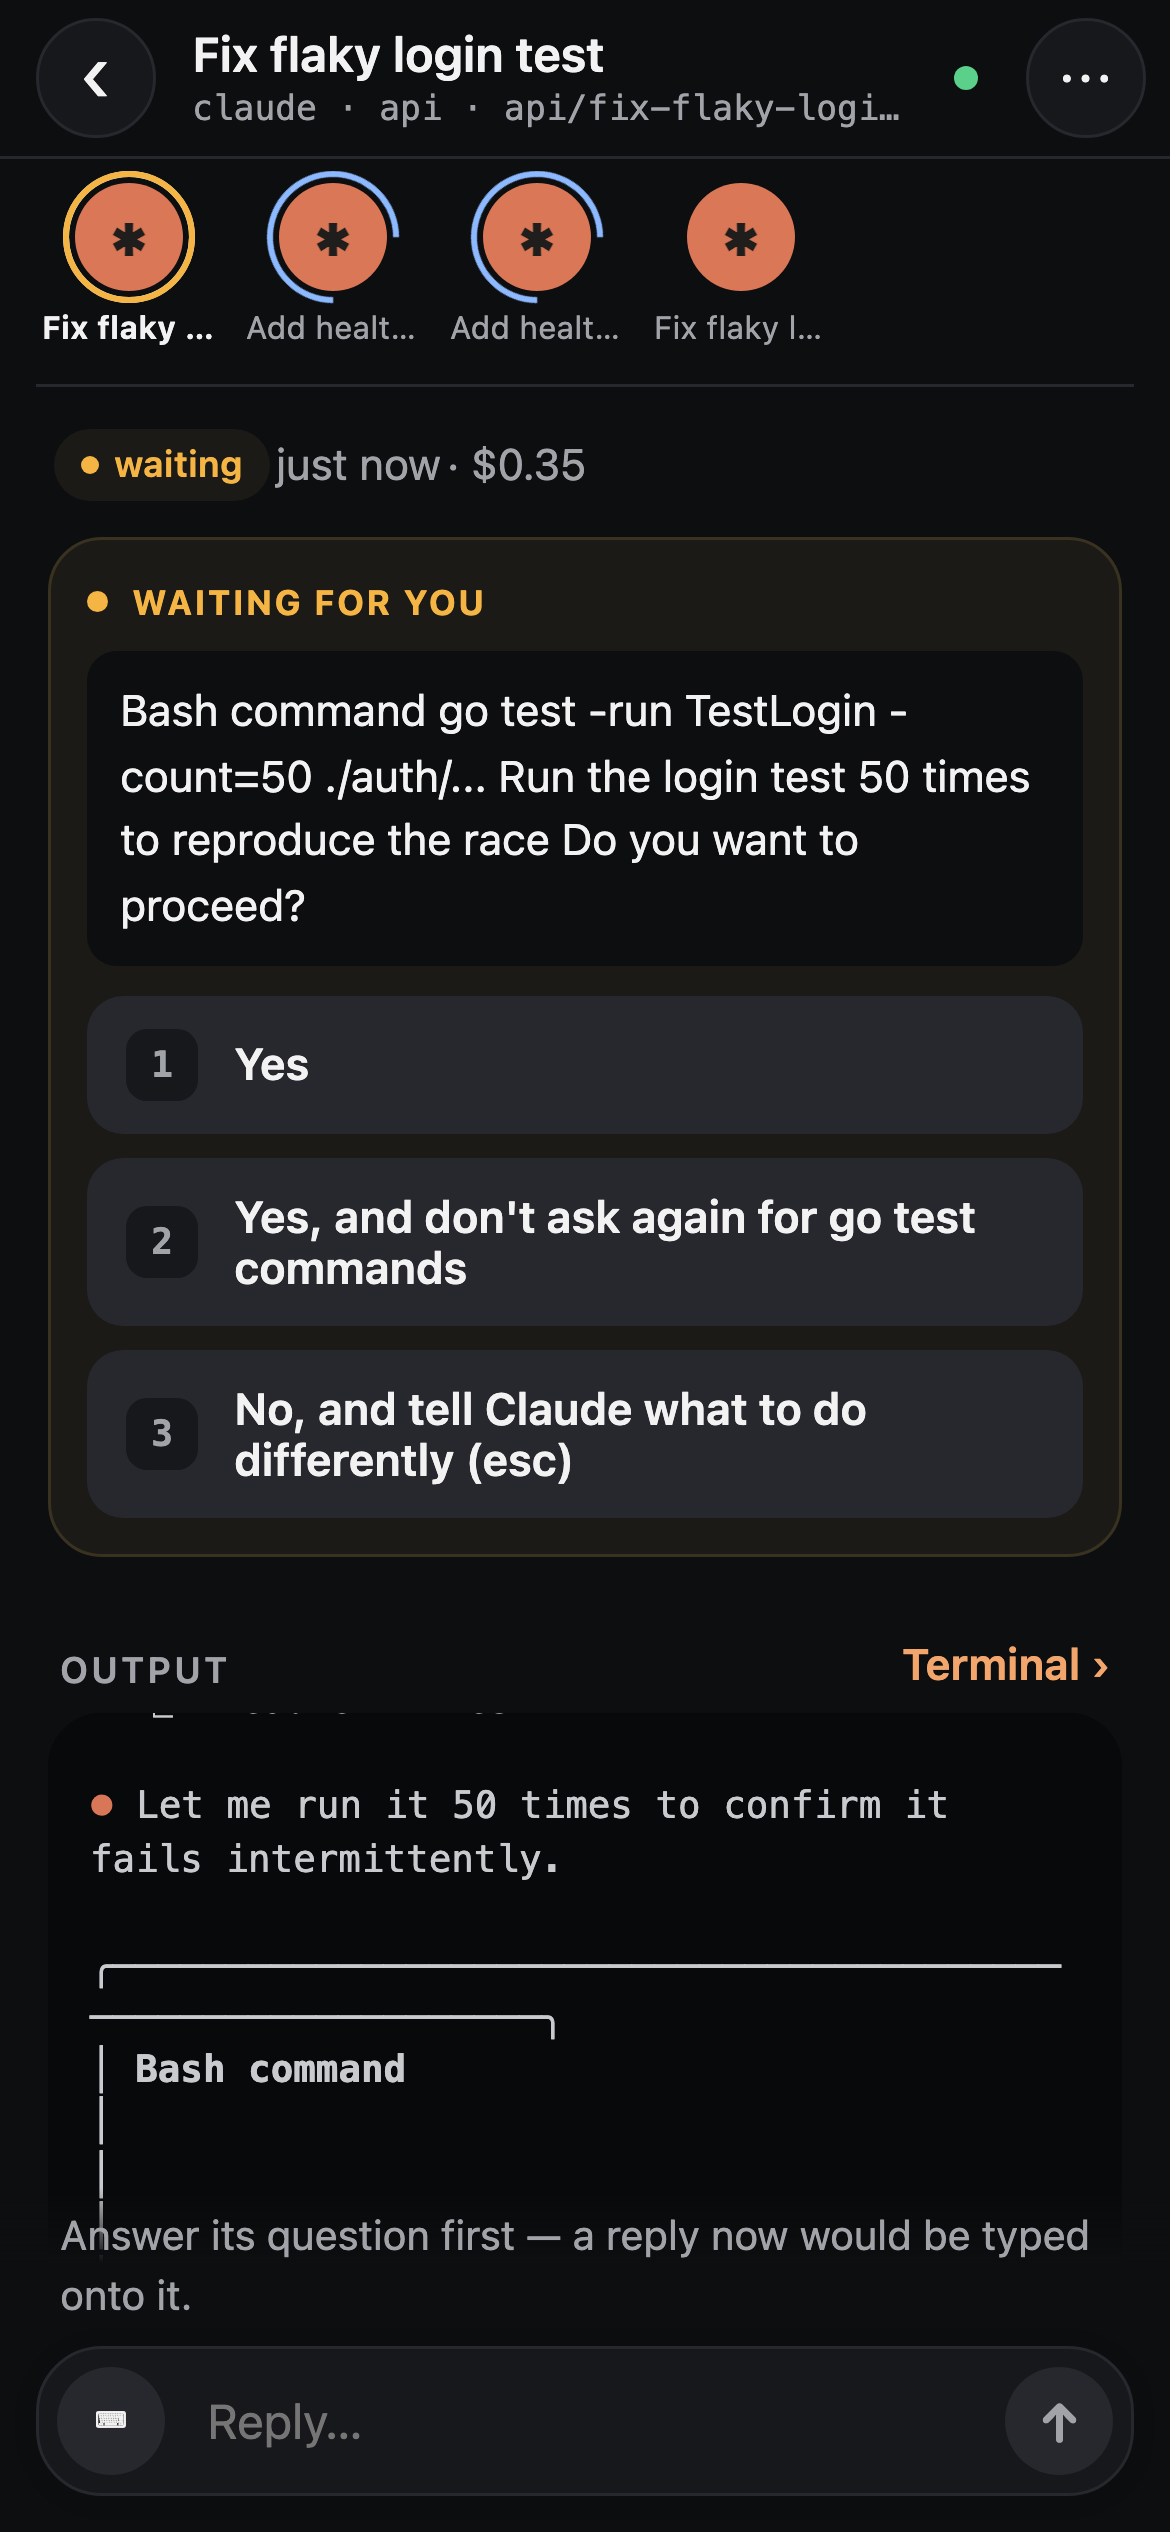 Fix flaky login test
claude · api · api/fix-flaky-logi…
Fix flaky ...
Add healt...
Add healt...
Fix flaky l...
waiting just now · $0.35
WAITING FOR YOU
Bash command go test -run TestLogin -
count=50 ./auth/... Run the login test 50 times
to reproduce the race Do you want to
proceed?
1 Yes
2 Yes, and don't ask again for go test
commands
3 No, and tell Claude what to do
differently (esc)
OUTPUT
Terminal ›
● Let me run it 50 times to confirm it
fails intermittently.
Bash command
Answer its question first — a reply now would be typed
onto it.
Reply...